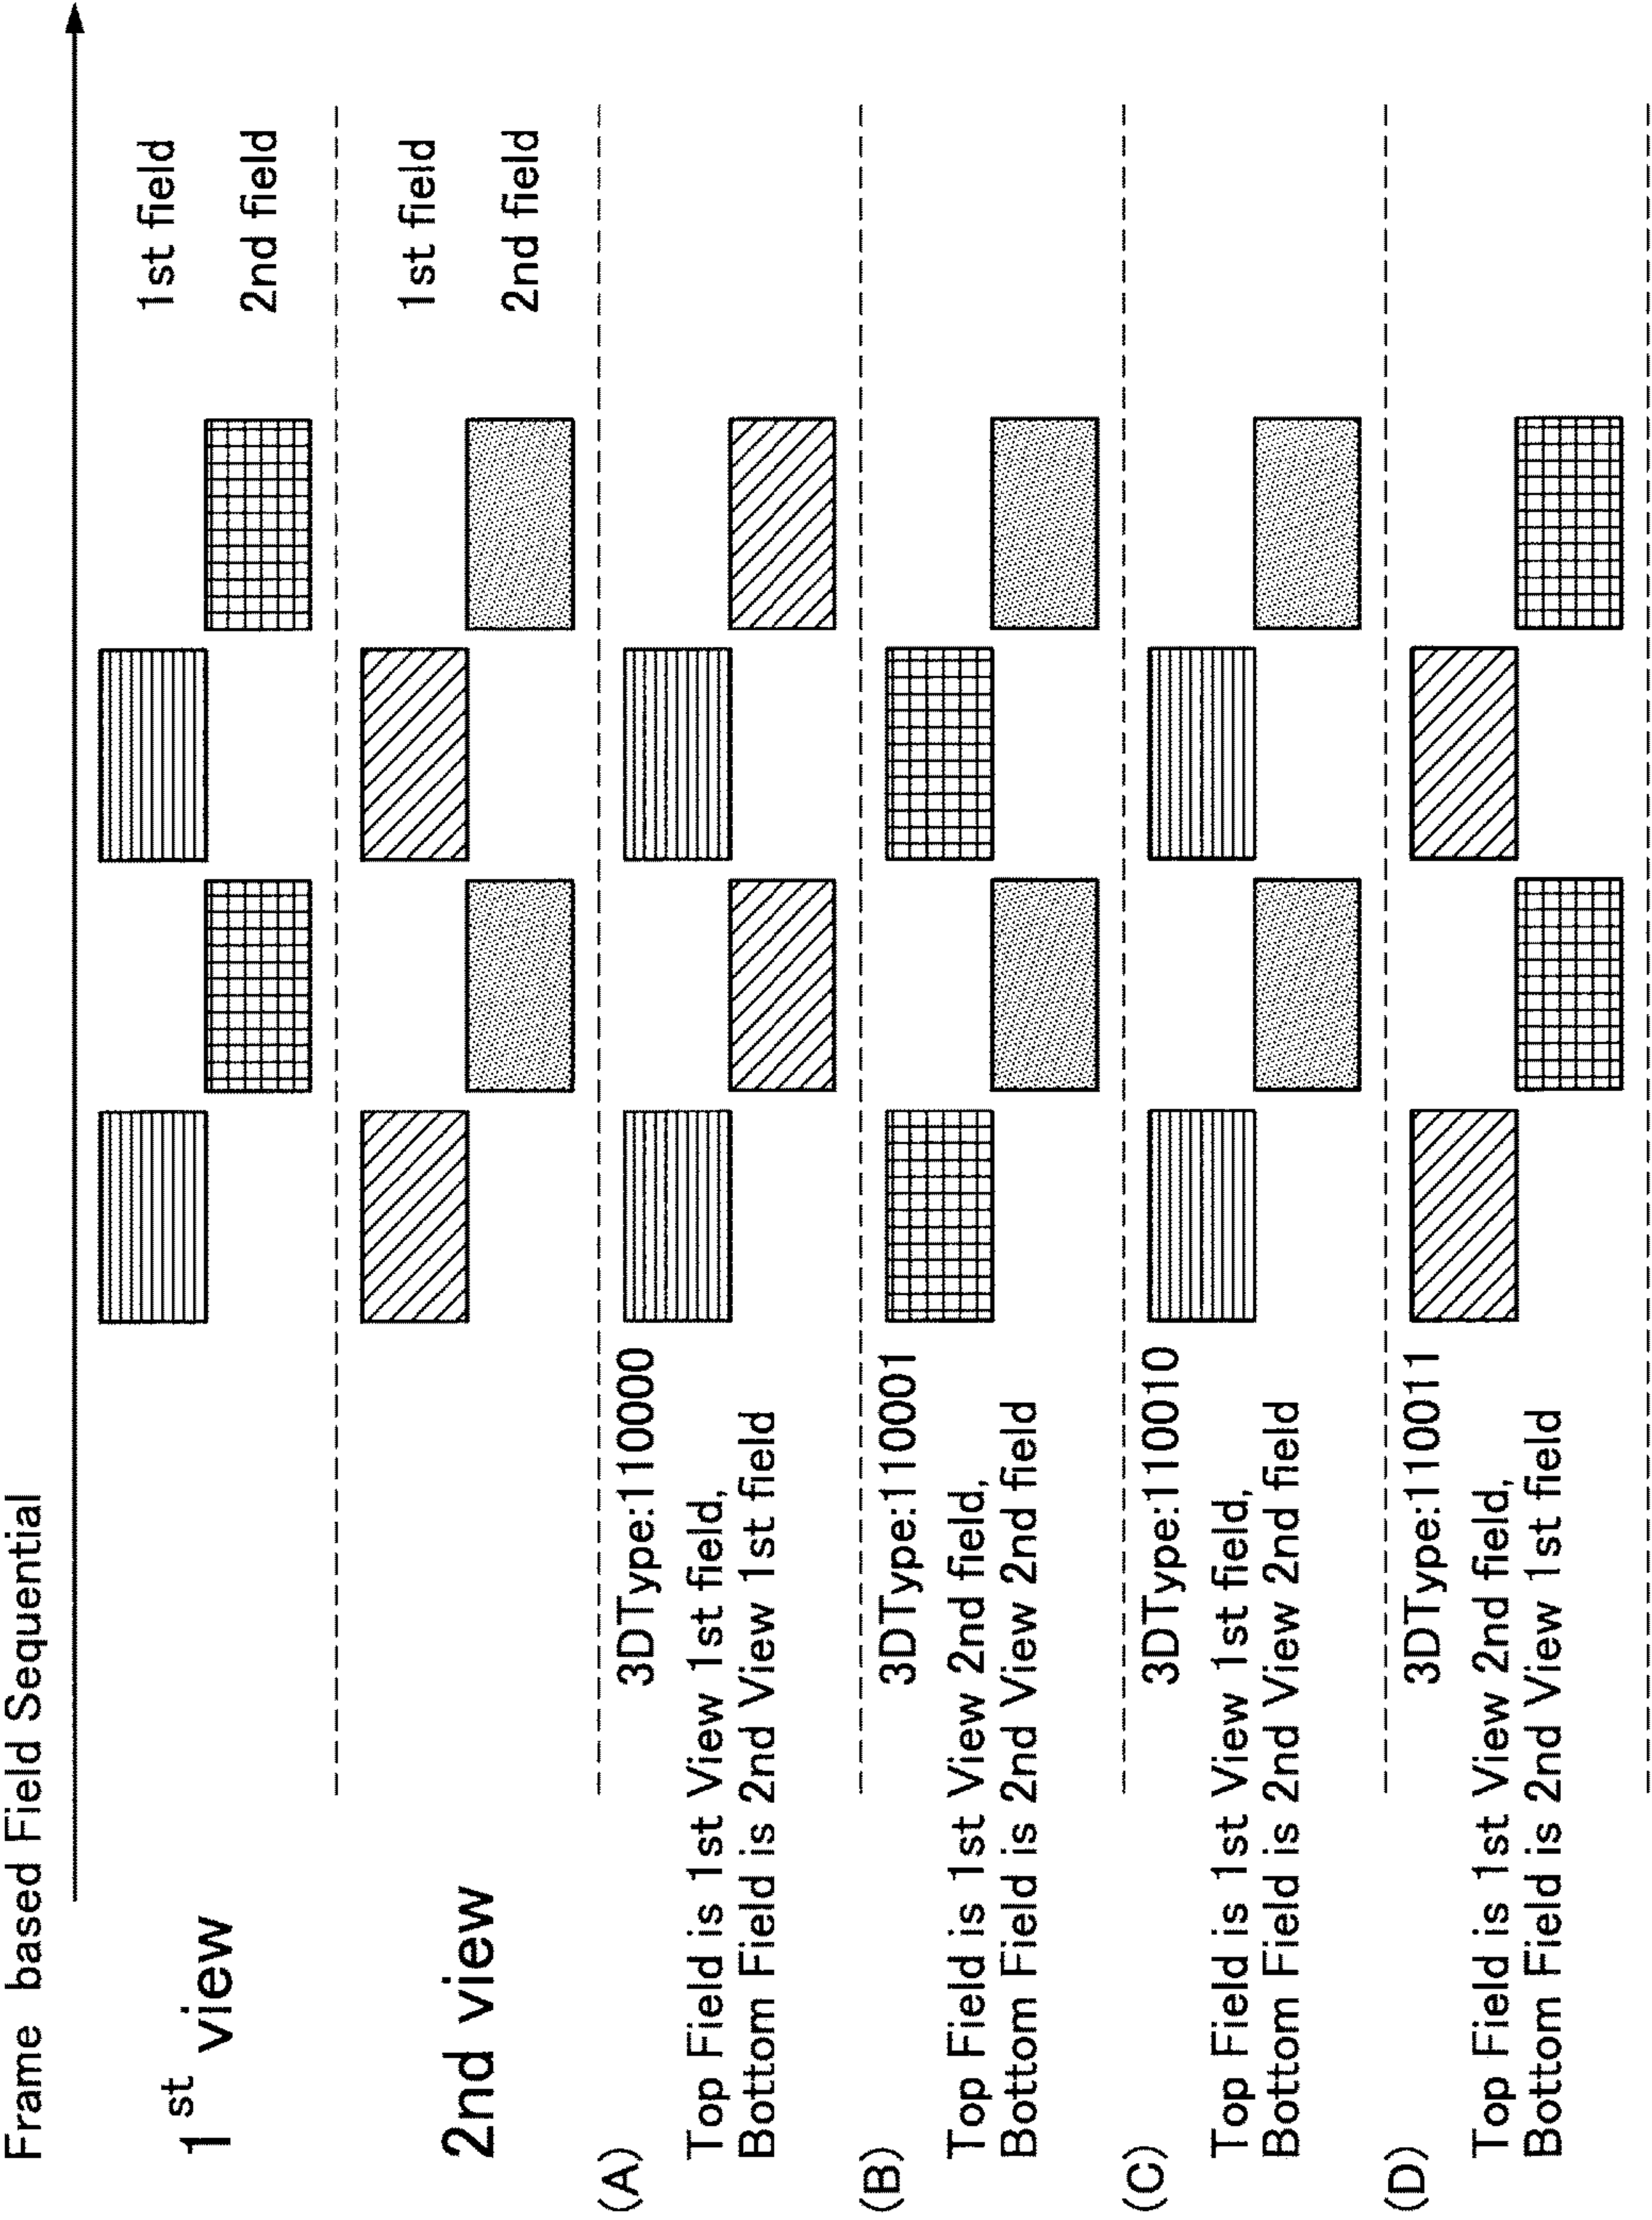 Frame based Field Sequential
1st view
1st field
2nd field
2nd view
1st field
2nd field
(A)
3DType:110000
Top Field is 1st View 1st field,
Bottom Field is 2nd View 1st field
(B)
3DType:110001
Top Field is 1st View 2nd field,
Bottom Field is 2nd View 2nd field
(C)
3DType:110010
Top Field is 1st View 1st field,
Bottom Field is 2nd View 2nd field
(D)
3DType:110011
Top Field is 1st View 2nd field,
Bottom Field is 2nd View 1st field